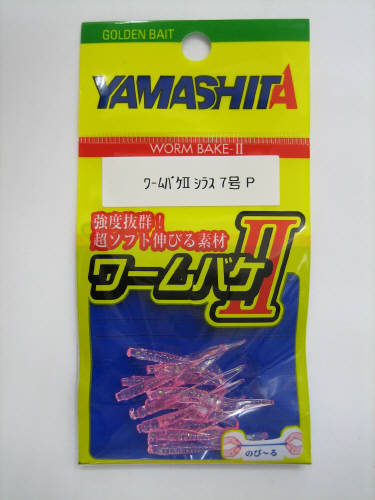 GOLDEN BAIT
YAMASHITA
WORM BAKE-II
ﾜｰﾑﾊﾞｹⅡ ｼﾗｽ 7号 P
強度抜群!
超ソフト伸びる素材
ワームバケⅡ
のび~る